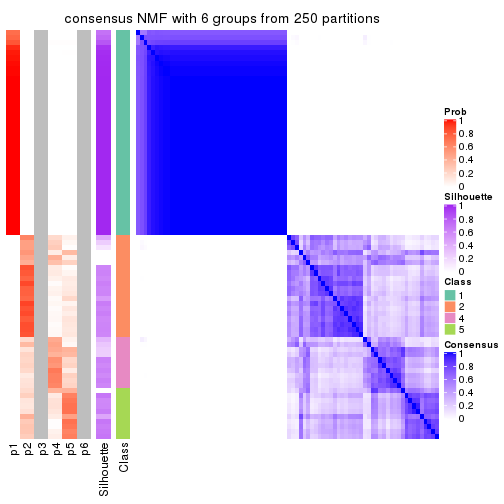 consensus NMF with 6 groups from 250 partitions
Prob
1
0.8
0.6
0.4
0.2
0
Silhouette
1
0.8
0.6
0.4
0.2
0
Class
1
2
4
5
Consensus
1
0.8
0.6
0.4
0.2
0
p1
p2
p3
p4
p5
p6
Silhouette
Class